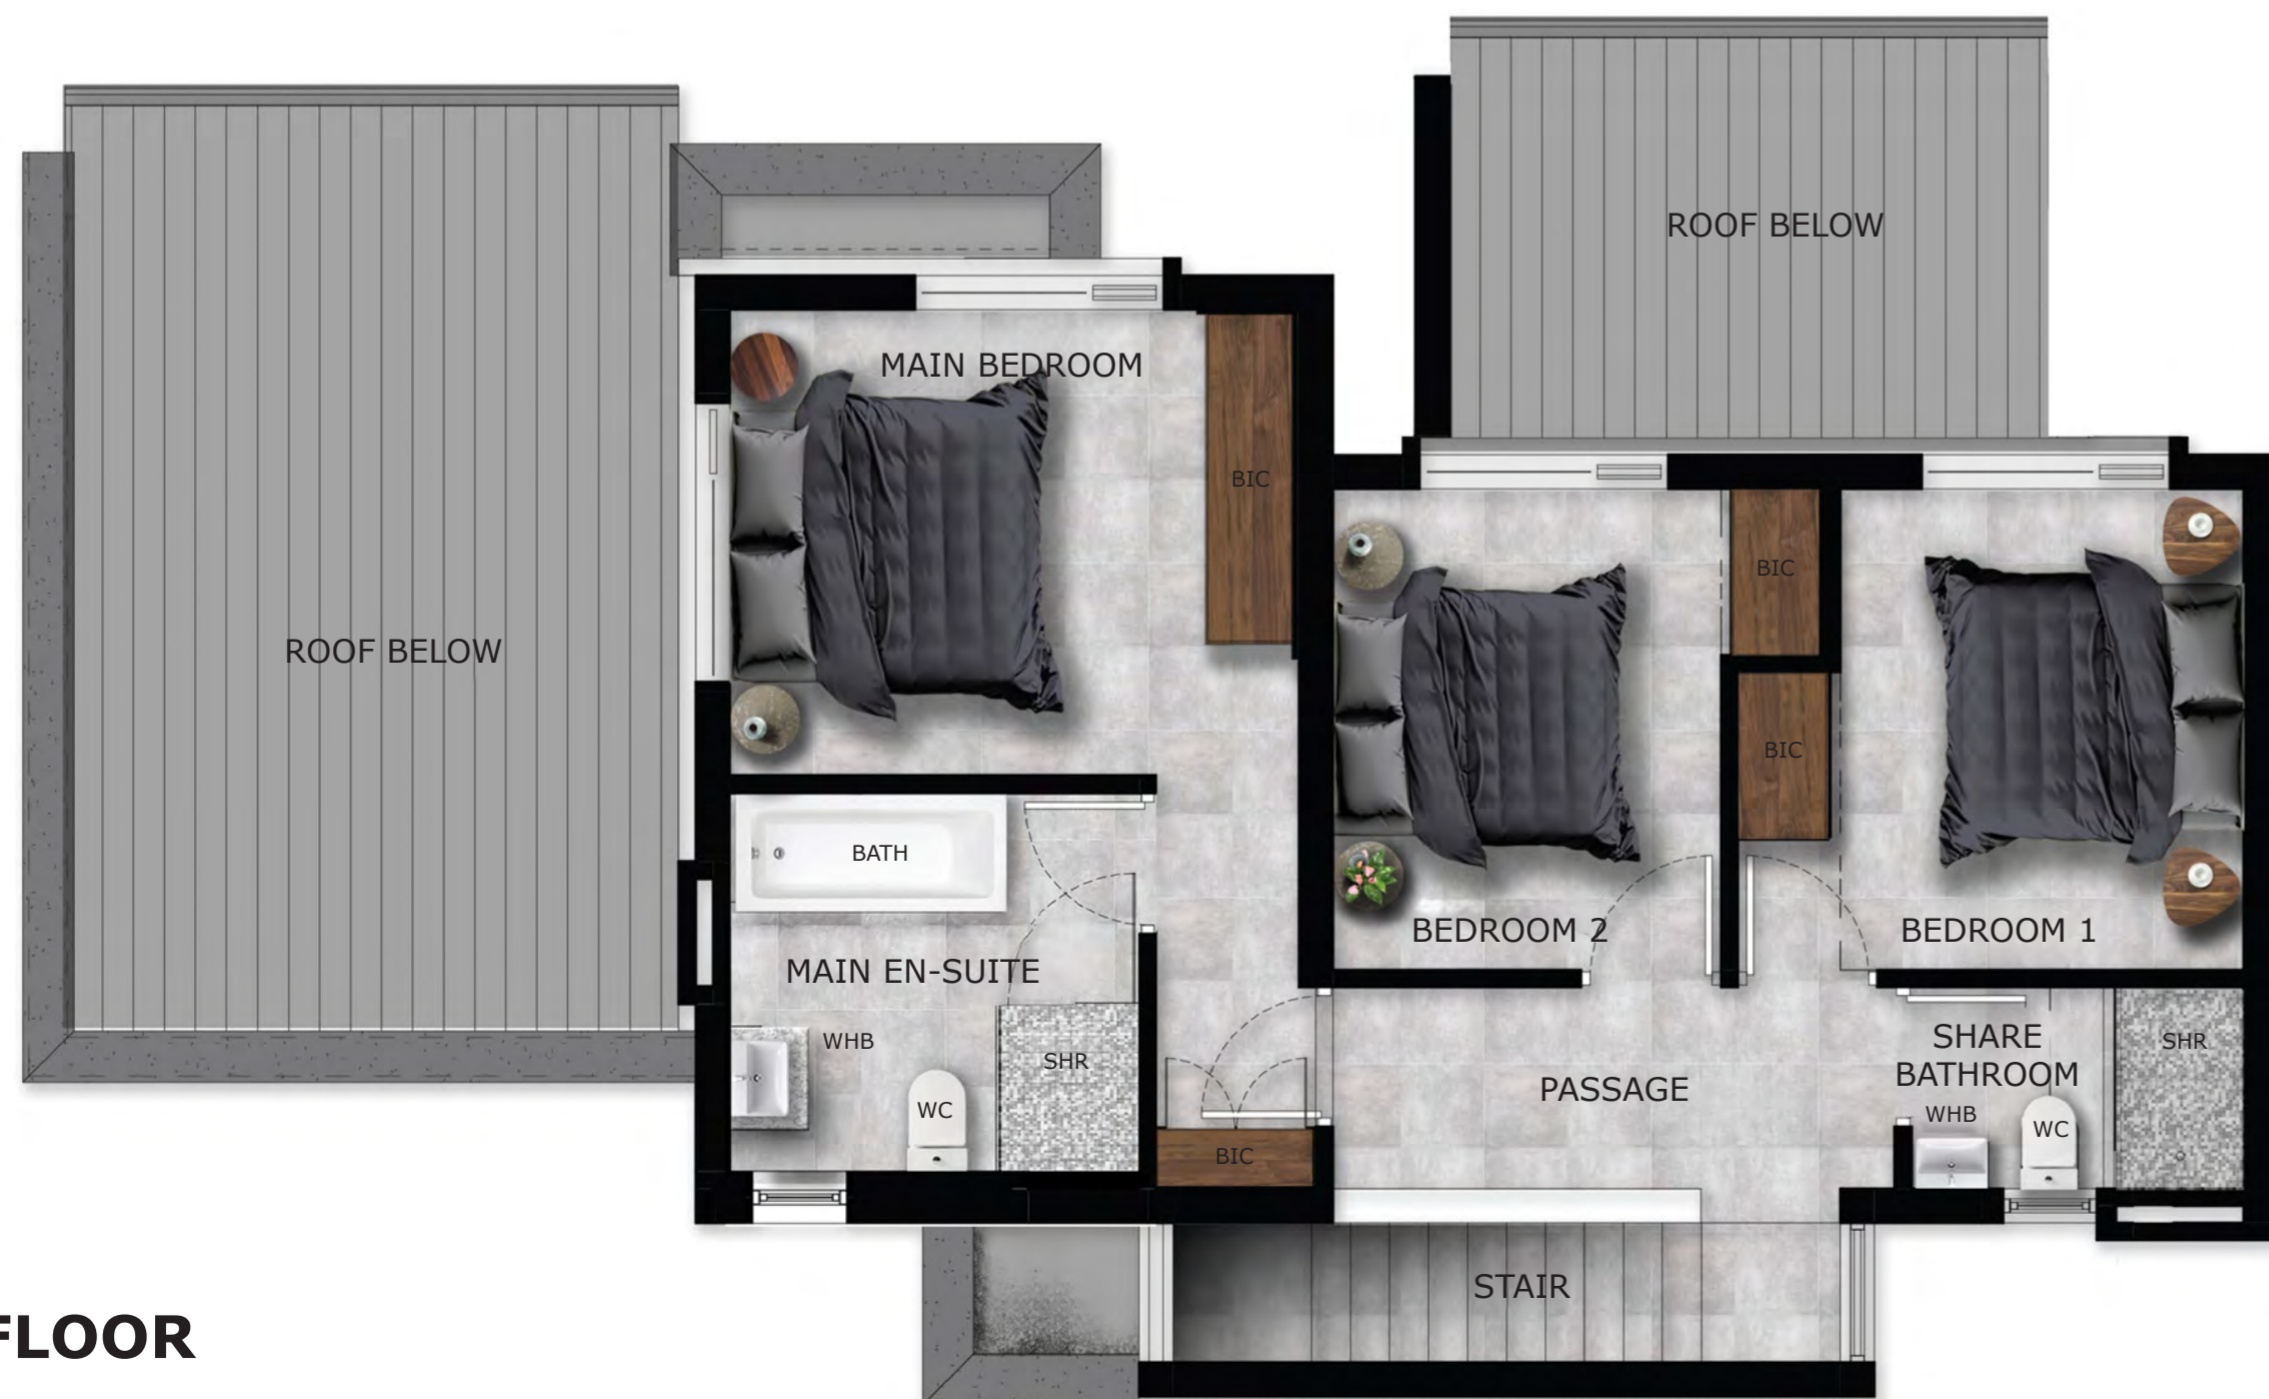 ROOF BELOW
MAIN BEDROOM
BIC
ROOF BELOW
BIC
BIC
BATH
BEDROOM 2
BEDROOM 1
MAIN EN-SUITE
WHB
SHR
WC
BIC
PASSAGE
SHARE
BATHROOM
SHR
WHB
WC
STAIR
FLOOR